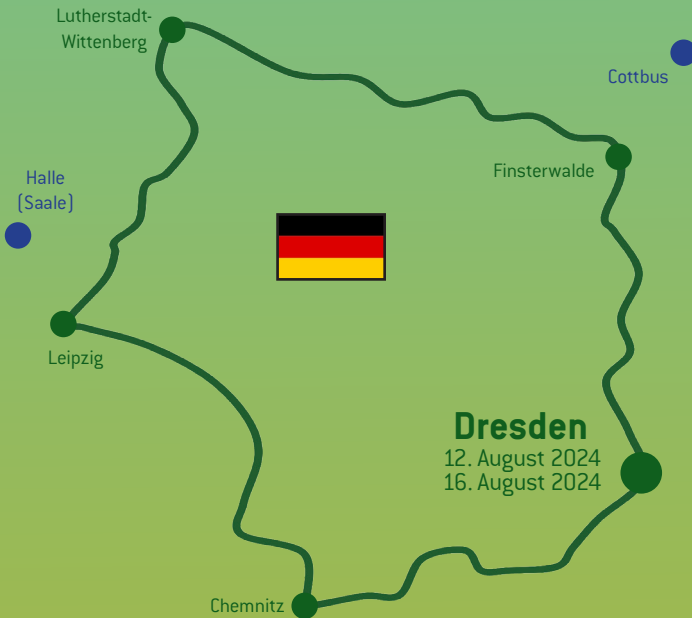 Lutherstadt-
Wittenberg
Cottbus
Finsterwalde
Halle
(Saale)
Leipzig
Dresden
12. August 2024
16. August 2024
Chemnitz